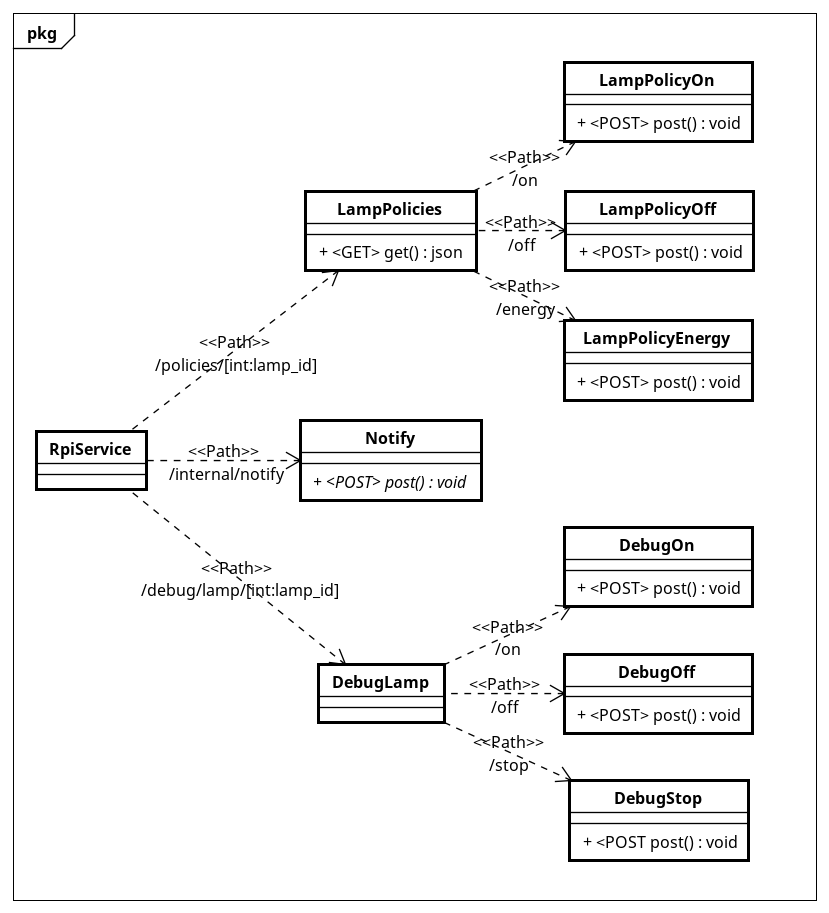 pkg
LampPolicyOn
+ <POST> post() : void
<<Path>>
/on
LampPolicies
+ <GET> get() : json
<<Path>>
/off
LampPolicyOff
+ <POST> post() : void
<<Path>>
/energy
LampPolicyEnergy
+ <POST> post() : void
<<Path>>
/policies/[int:lamp_id]
RpiService
<<Path>>
/internal/notify
Notify
+ <POST> post() : void
<<Path>>
/debug/lamp/[int:lamp_id]
DebugOn
+ <POST> post() : void
<<Path>>
/on
DebugLamp
<<Path>>
/off
DebugOff
+ <POST> post() : void
<<Path>>
/stop
DebugStop
+ <POST post() : void